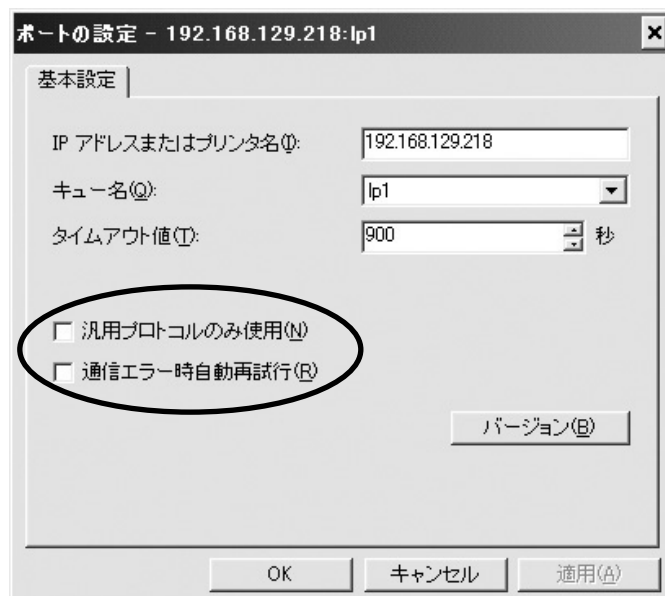 ポートの設定 - 192.168.129.218:lp1
基本設定
IP アドレスまたはプリンタ名(I): 192.168.129.218
キュー名(Q): lp1
タイムアウト値(T): 900 秒
汎用プロトコルのみ使用(N)
通信エラー時自動再試行(R)
バージョン(B)
OK キャンセル 適用(A)